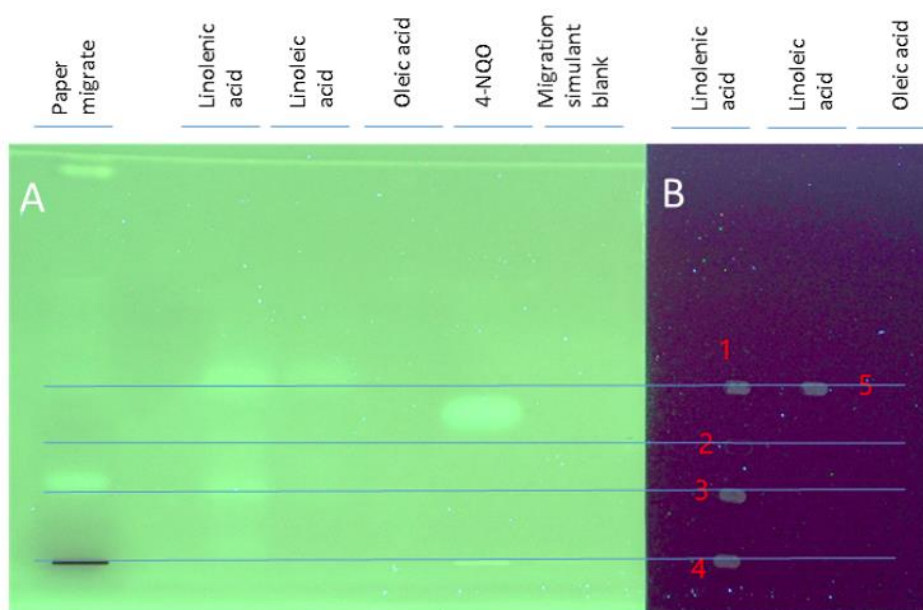 Paper
migrate
Linolenic
acid
Linoleic
acid
Oleic acid
4-NQO
Migration
simulant
blank
Linolenic
acid
Linoleic
acid
Oleic acid
A
B
1
5
2
3
4